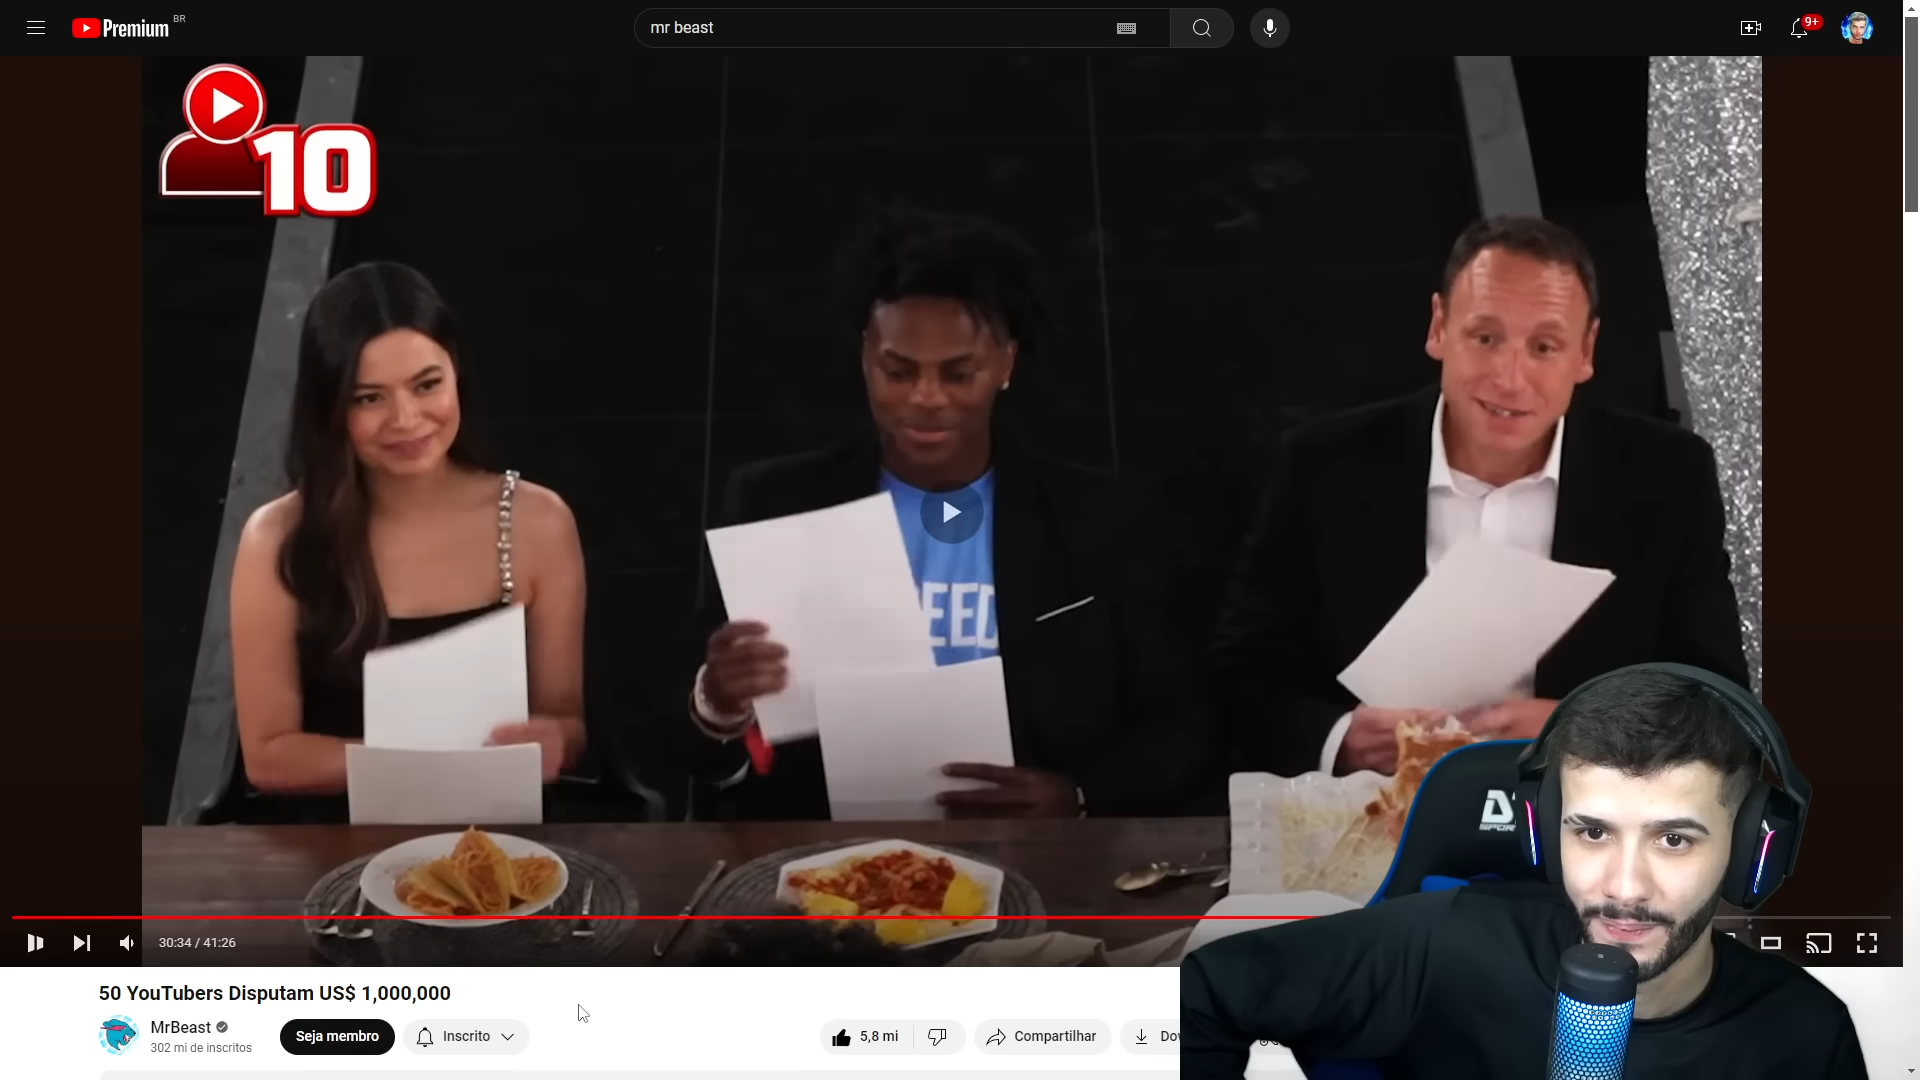 Premium BR
mr beast
9+
10
EED
30:34 / 41:26
50 YouTubers Disputam US$ 1,000,000
MrBeast
302 mi de inscritos
Seja membro
Inscrito
5,8 mi
Compartilhar